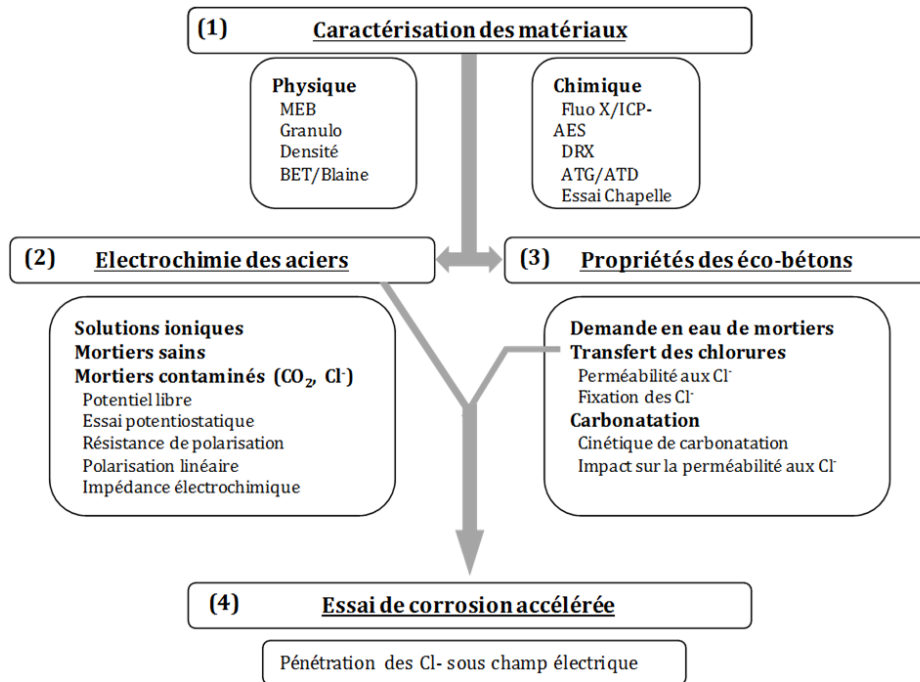 (1) Caractérisation des matériaux
Physique
MEB
Granulo
Densité
BET/Blaine
Chimique
Fluo X/ICP-
AES
DRX
ATG/ATD
Essai Chapelle
(2) Electrochimie des aciers
(3) Propriétés des éco-bétons
Solutions ioniques
Mortiers sains
Mortiers contaminés (CO₂, Cl⁻)
Potentiel libre
Essai potentiostatique
Résistance de polarisation
Polarisation linéaire
Impédance électrochimique
Demande en eau de mortiers
Transfert des chlorures
Perméabilité aux Cl⁻
Fixation des Cl⁻
Carbonatation
Cinétique de carbonatation
Impact sur la perméabilité aux Cl⁻
(4) Essai de corrosion accélérée
Pénétration des Cl- sous champ électrique